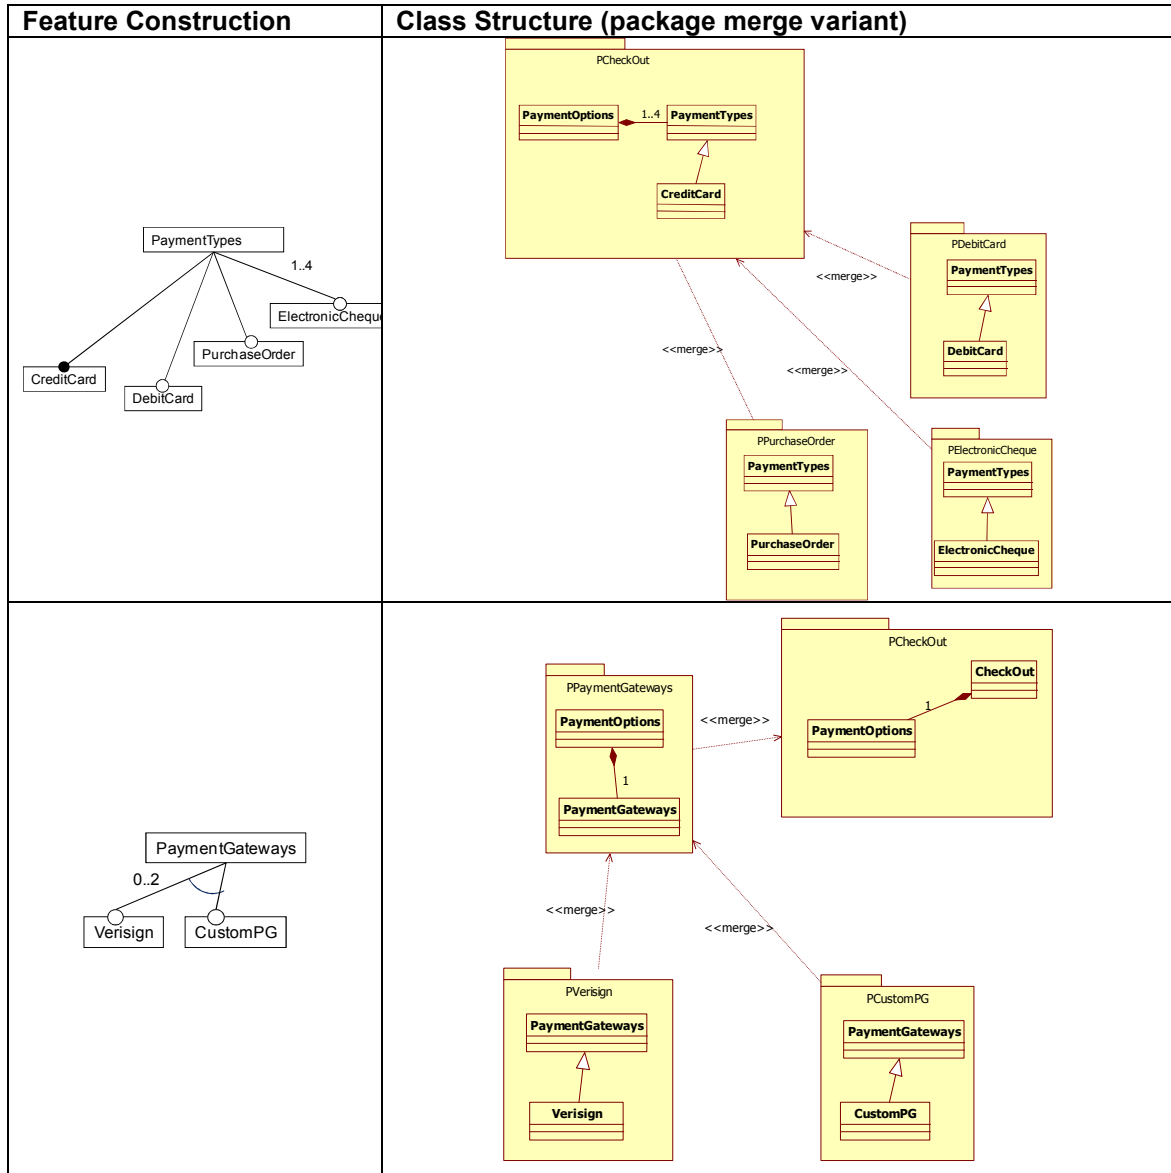 Feature Construction
Class Structure (package merge variant)
PaymentTypes
1..4
ElectronicCheque
PurchaseOrder
CreditCard
DebitCard
PCheckOut
PaymentOptions
1..4
PaymentTypes
CreditCard
<<merge>>
PDebitCard
PaymentTypes
DebitCard
<<merge>>
<<merge>>
PPurchaseOrder
PaymentTypes
PurchaseOrder
PElectronicCheque
PaymentTypes
ElectronicCheque
PaymentGateways
0..2
Verisign
CustomPG
PCheckOut
CheckOut
1
PaymentOptions
PPaymentGateways
PaymentOptions
1
PaymentGateways
<<merge>>
<<merge>>
<<merge>>
PVerisign
PaymentGateways
Verisign
PCustomPG
PaymentGateways
CustomPG